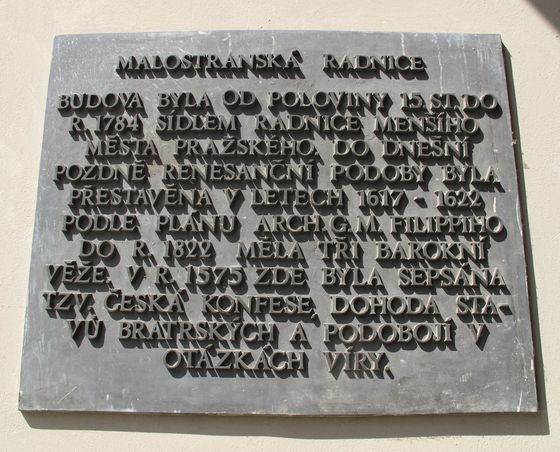 MALOSTRANSKÁ RADNICE
BUDOVA BYLA OD POLOVINY 15. ST. DO
R. 1784 SÍDLEM RADNICE MENŠÍHO
MĚSTA PRAŽSKÉHO. DO DNEŠNÍ
POZDNĚ RENESANČNÍ PODOBY BYLA
PŘESTAVĚNA V LETECH 1617 - 1622
PODLE PLÁNU ARCH. G. M. FILIPPIHO
DO R. 1822 MĚLA TŘI BAROKNÍ
VĚŽE. V R. 1575 ZDE BYLA SEPSÁNA
TZV. ČESKÁ KONFESE, DOHODA STA-
VŮ BRATRSKÝCH A PODOBOJÍ V
OTÁZKÁCH VÍRY.